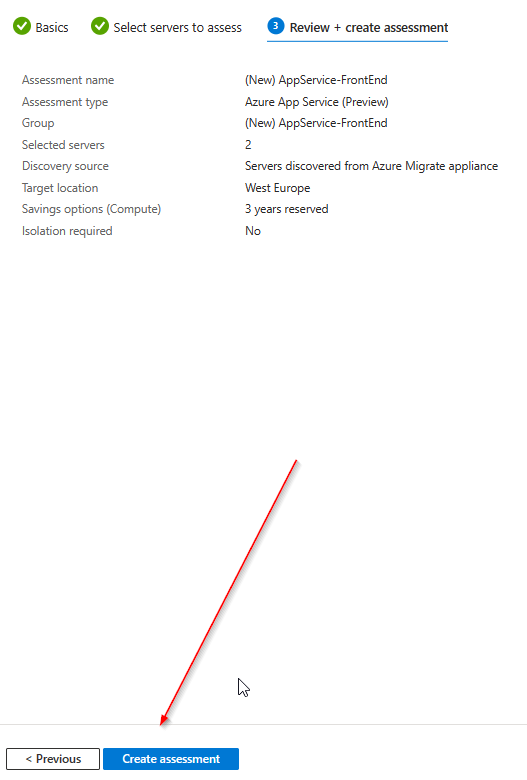 Basics Select servers to assess 3 Review + create assessment
Assessment name (New) AppService-FrontEnd
Assessment type Azure App Service (Preview)
Group (New) AppService-FrontEnd
Selected servers 2
Discovery source Servers discovered from Azure Migrate appliance
Target location West Europe
Savings options (Compute) 3 years reserved
Isolation required No
< Previous Create assessment